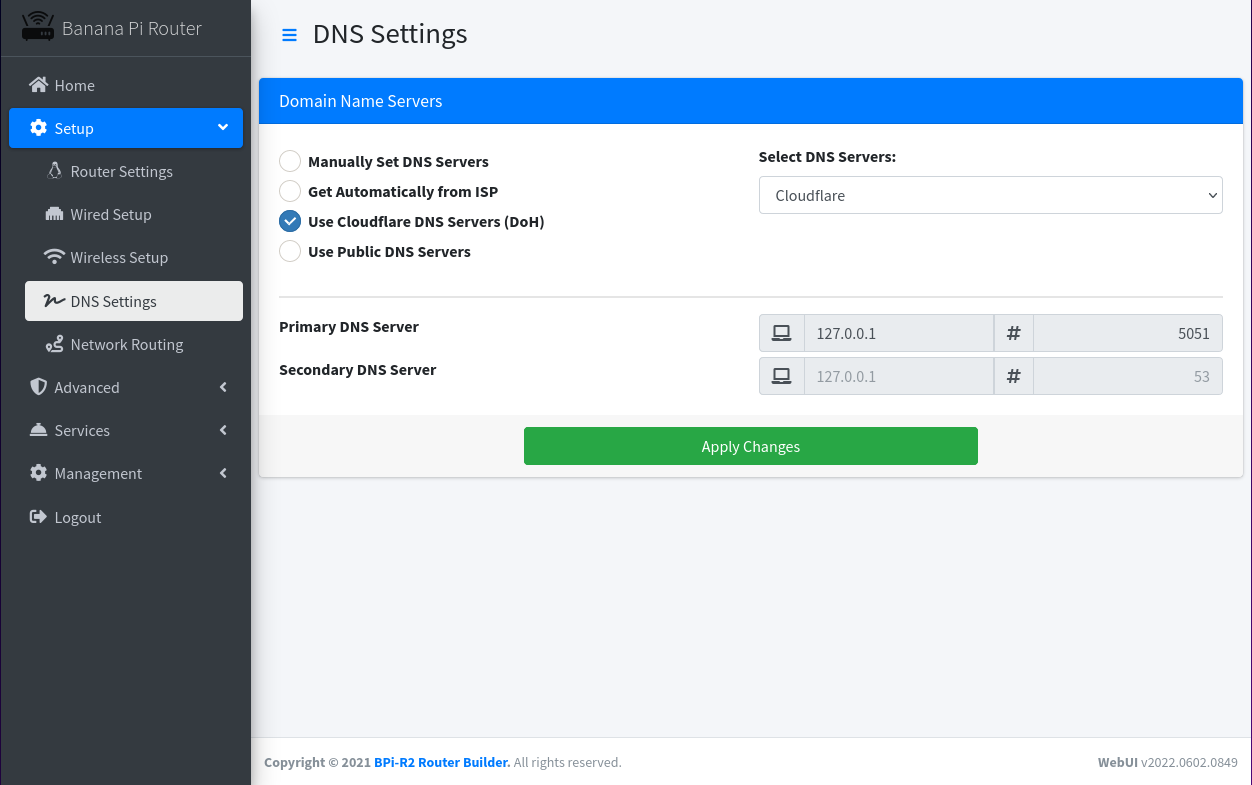 Banana Pi Router
Home
Setup
Router Settings
Wired Setup
Wireless Setup
DNS Settings
Network Routing
Advanced
Services
Management
Logout
DNS Settings
Domain Name Servers
Manually Set DNS Servers
Get Automatically from ISP
Use Cloudflare DNS Servers (DoH)
Use Public DNS Servers
Select DNS Servers:
Cloudflare
Primary DNS Server 127.0.0.1 # 5051
Secondary DNS Server 127.0.0.1 # 53
Apply Changes
Copyright © 2021 BPi-R2 Router Builder. All rights reserved. WebUI v2022.0602.0849